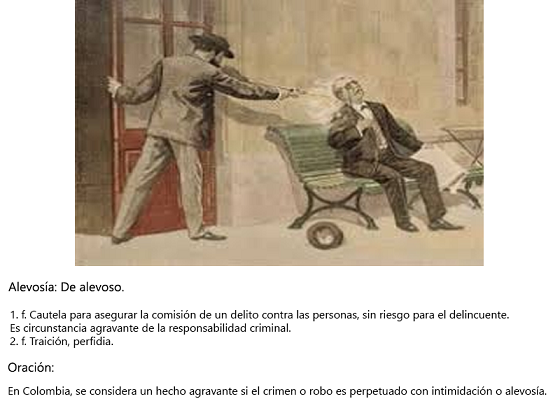 Alevosía: De alevoso.
1. f. Cautela para asegurar la comisión de un delito contra las personas, sin riesgo para el delincuente.
Es circunstancia agravante de la responsabilidad criminal.
2. f. Traición, perfidia.
Oración:
En Colombia, se considera un hecho agravante si el crimen o robo es perpetuado con intimidación o alevosía.